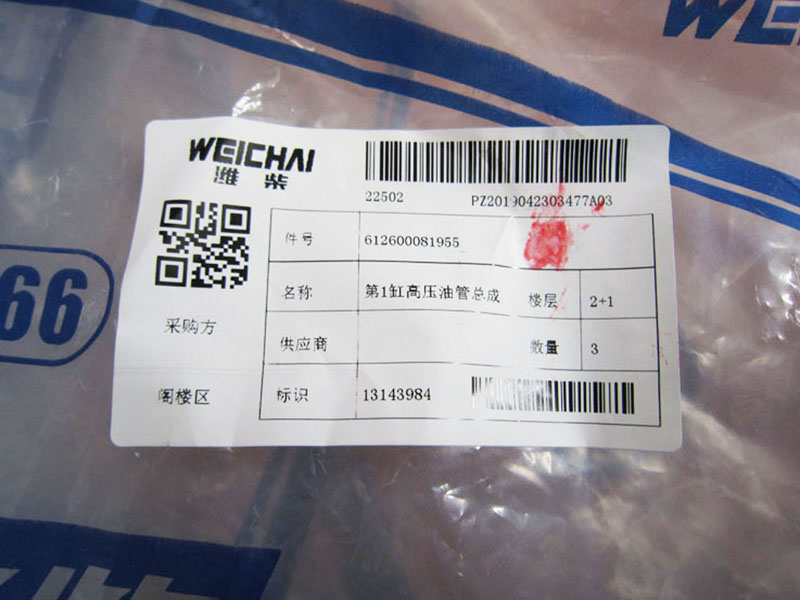 WEICHAI
潍 柴
22502 PZ2019042303477A03
件号 612600081955
名称 第1缸高压油管总成 楼层 2+1
采购方
供应商 数量 3
阁楼区 标识 13143984
66